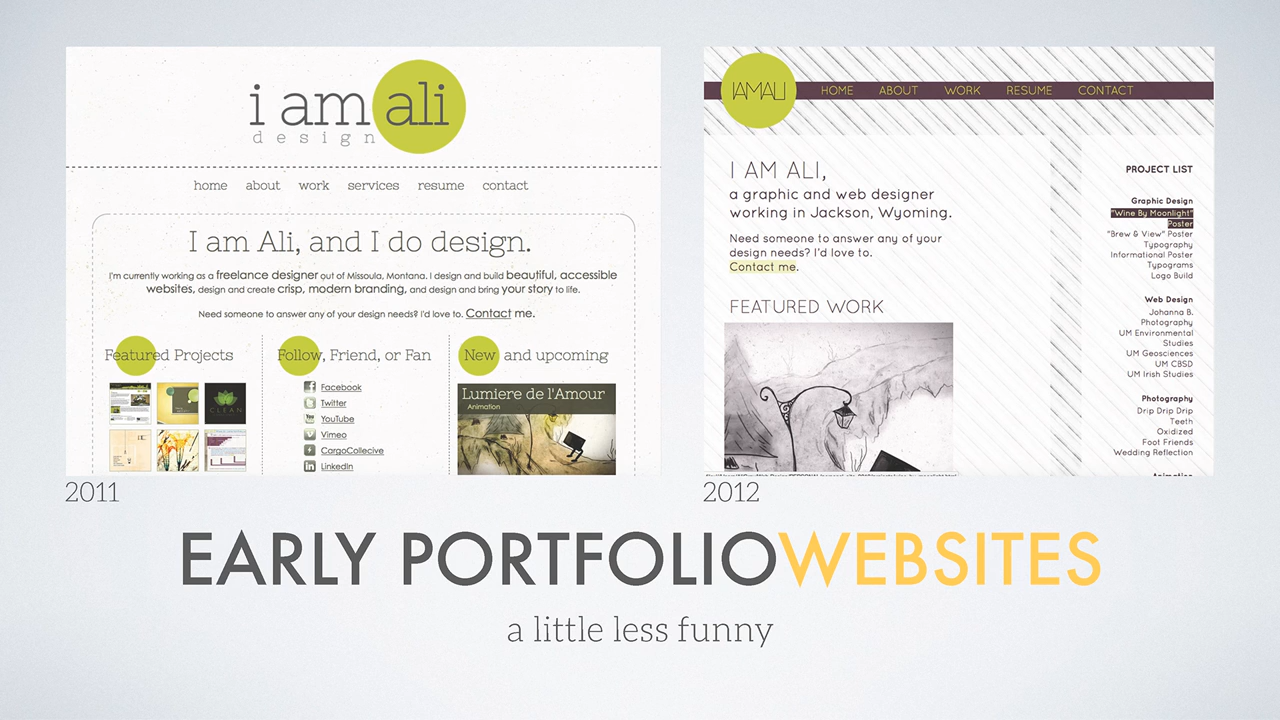 i am ali
design
home about work services resume contact
I am Ali, and I do design.
I'm currently working as a freelance designer out of Missoula, Montana. I design and build beautiful, accessible
websites, design and create crisp, modern branding, and design and bring your story to life.
Need someone to answer any of your design needs? I'd love to. Contact me.
Featured Projects
CLEAN
Follow, Friend, or Fan
Facebook
Twitter
YouTube
Vimeo
CargoCollecive
LinkedIn
New and upcoming
Lumiere de l'Amour
Animation
2011
IAMALI
HOME ABOUT WORK RESUME CONTACT
I AM ALI,
a graphic and web designer
working in Jackson, Wyoming.
Need someone to answer any of your
design needs? I'd love to.
Contact me.
FEATURED WORK
PROJECT LIST
Graphic Design
"Wine By Moonlight"
Poster
"Brew & View" Poster
Typography
Informational Poster
Typograms
Logo Build
Web Design
Johanna B.
Photography
UM Environmental
Studies
UM Geosciences
UM CBSD
UM Irish Studies
Photography
Drip Drip Drip
Teeth
Oxidized
Foot Friends
Wedding Reflection
2012
EARLY PORTFOLIOWEBSITES
a little less funny